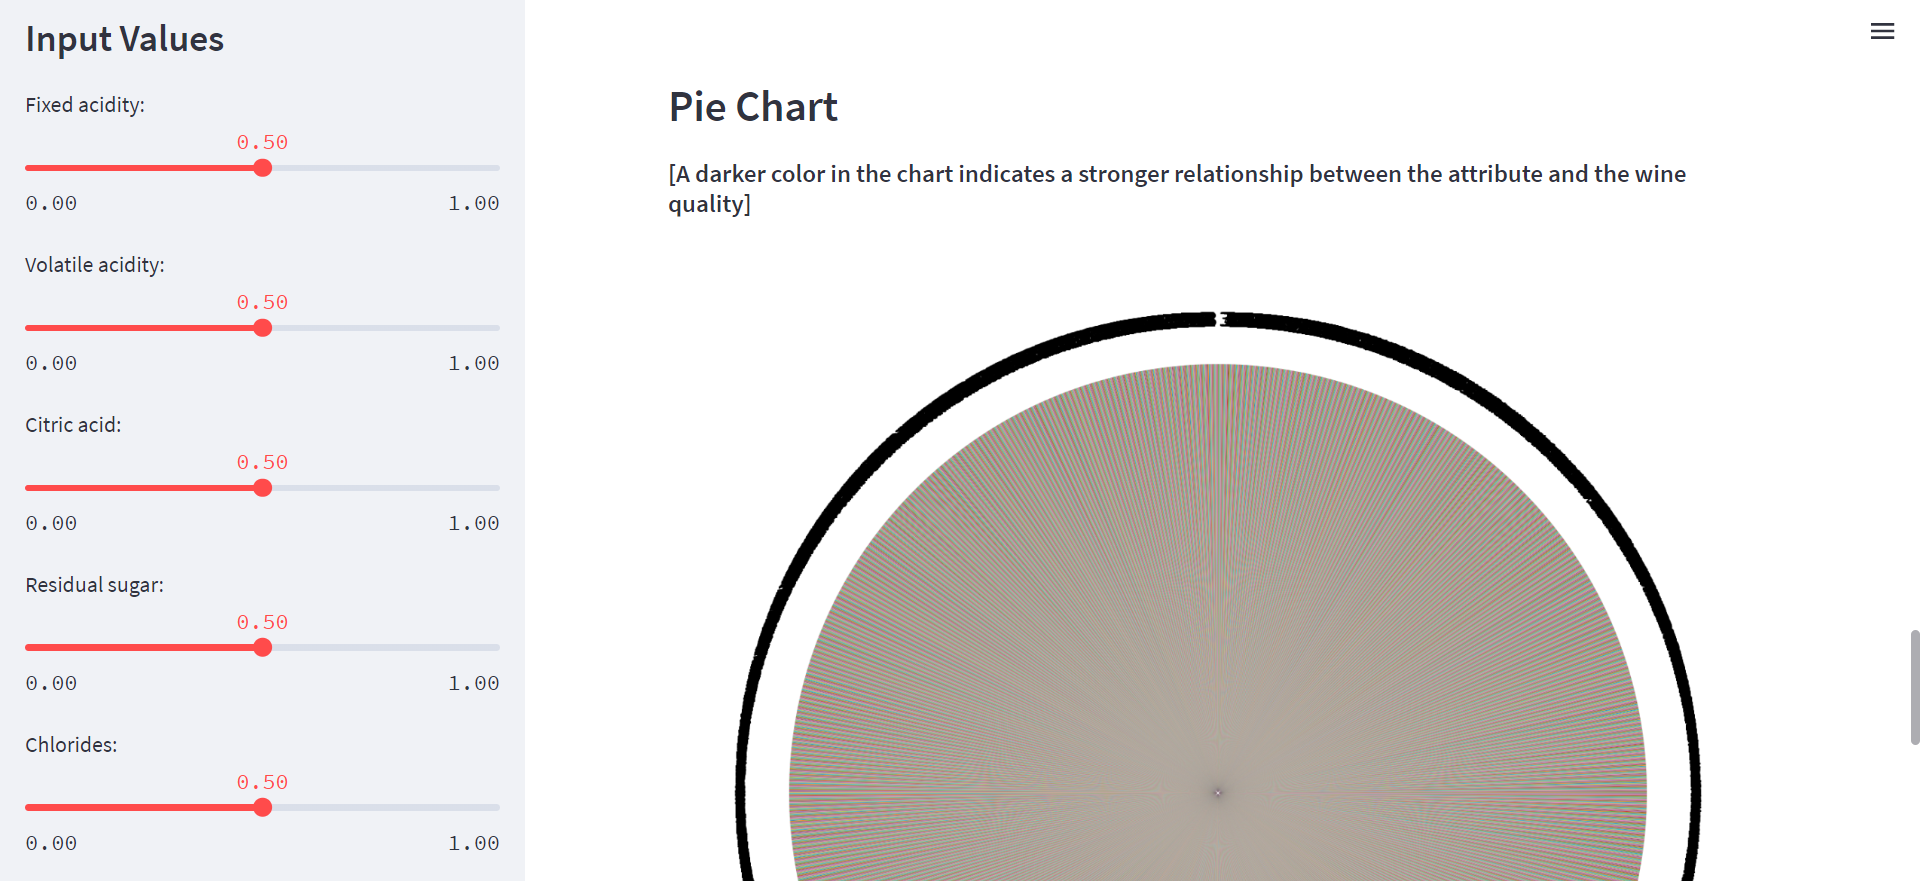 Input Values
Fixed acidity:
0.50
0.00 1.00
Volatile acidity:
0.50
0.00 1.00
Citric acid:
0.50
0.00 1.00
Residual sugar:
0.50
0.00 1.00
Chlorides:
0.50
0.00 1.00
Pie Chart
[A darker color in the chart indicates a stronger relationship between the attribute and the wine
quality]